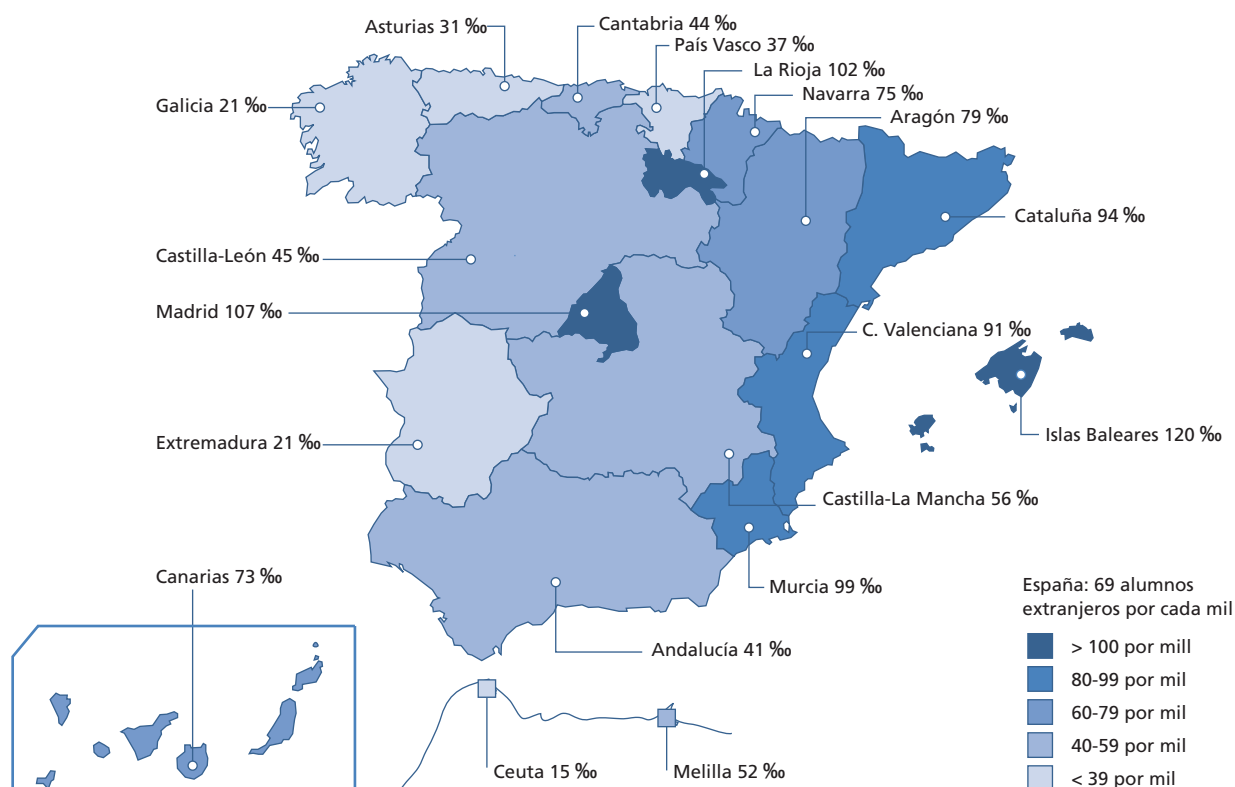 Asturias 31 ‰
Cantabria 44 ‰
País Vasco 37 ‰
La Rioja 102 ‰
Navarra 75 ‰
Galicia 21 ‰
Aragón 79 ‰
Cataluña 94 ‰
Castilla-León 45 ‰
Madrid 107 ‰
C. Valenciana 91 ‰
Extremadura 21 ‰
Islas Baleares 120 ‰
Castilla-La Mancha 56 ‰
Canarias 73 ‰
Murcia 99 ‰
Andalucía 41 ‰
Ceuta 15 ‰
Melilla 52 ‰
España: 69 alumnos
extranjeros por cada mil
> 100 por mill
80-99 por mil
60-79 por mil
40-59 por mil
< 39 por mil